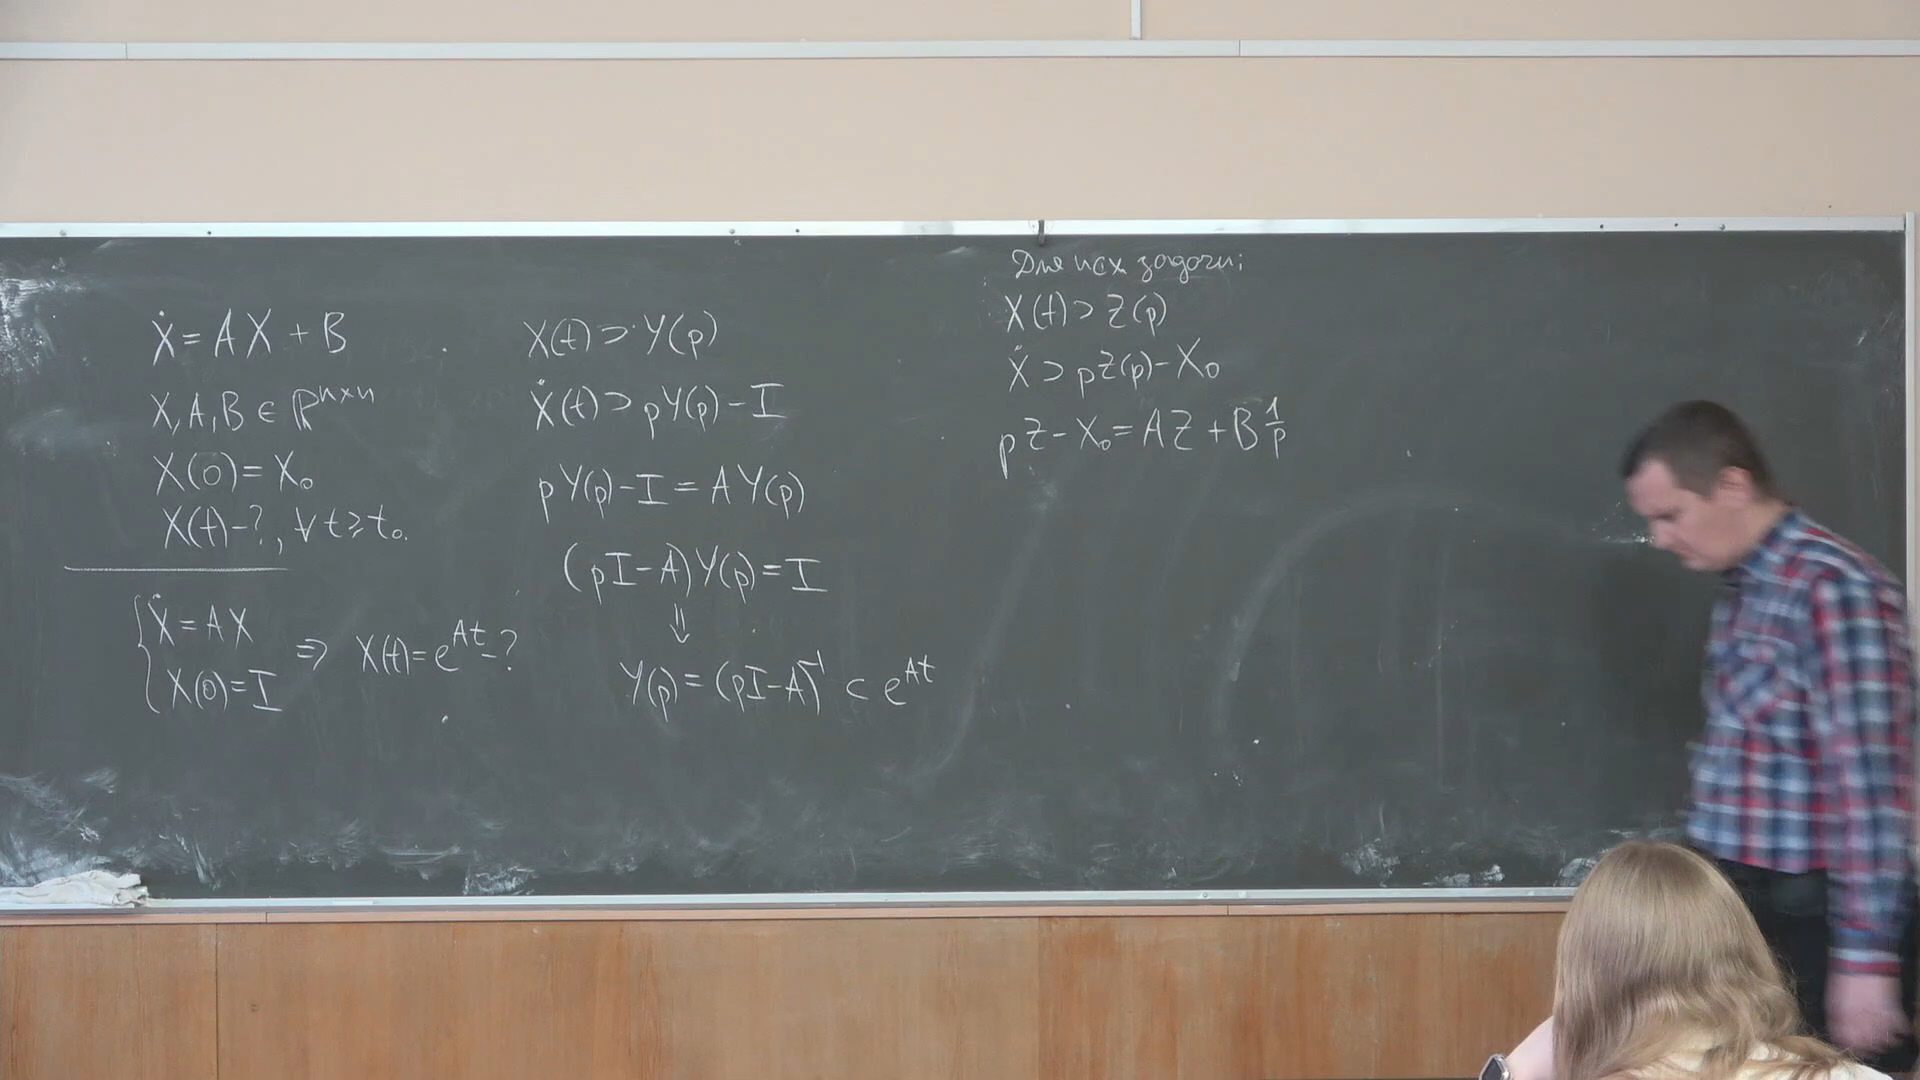 Ẋ = AX + B
X, A, B ∈ ℝⁿˣⁿ
X(0) = X₀
X(t) - ?, ∀ t ≥ t₀.
{ Ẋ = AX
X(0) = I
⇒ X(t) = e^{At} - ?
X(t) ⊃ Y(p)
Ẋ(t) ⊃ pY(p) - I
pY(p) - I = AY(p)
(pI - A)Y(p) = I
⇓
Y(p) = (pI - A)⁻¹ ⊂ e^{At}
Для исх задачи:
X(t) ⊃ Z(p)
Ẋ ⊃ pZ(p) - X₀
pZ - X₀ = AZ + B 1/p